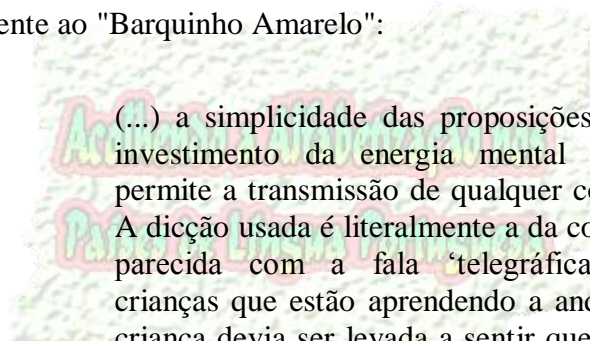 ente ao "Barquinho Amarelo":
(...) a simplicidade das proposições
investimento da energia mental
permite a transmissão de qualquer co
A dicção usada é literalmente a da co
parecida com a fala ‘telegráfica
crianças que estão aprendendo a and
criança devia ser levada a sentir que